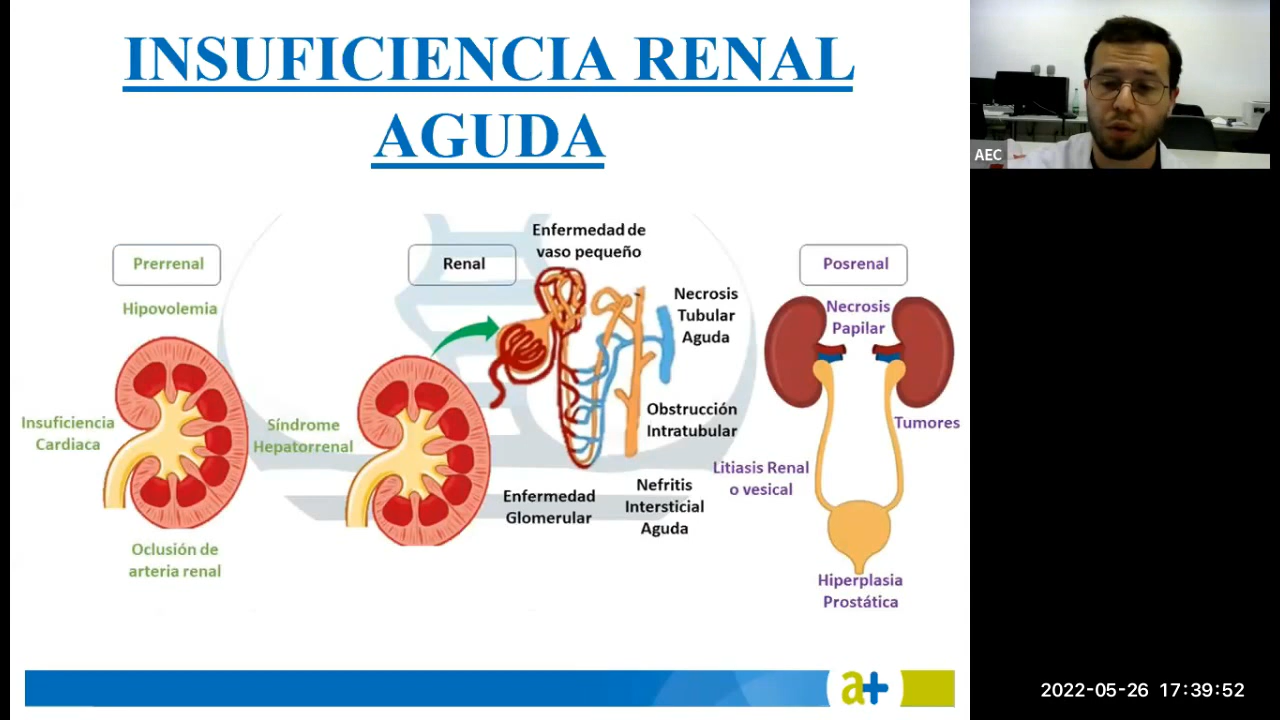 INSUFICIENCIA RENAL
AGUDA
Prerrenal
Hipovolemia
Insuficiencia
Cardiaca
Síndrome
Hepatorrenal
Oclusión de
arteria renal
Renal
Enfermedad de
vaso pequeño
Necrosis
Tubular
Aguda
Obstrucción
Intratubular
Enfermedad
Glomerular
Nefritis
Intersticial
Aguda
Posrenal
Necrosis
Papilar
Tumores
Litiasis Renal
o vesical
Hiperplasia
Prostática
a+
AEC
2022-05-26 17:39:52